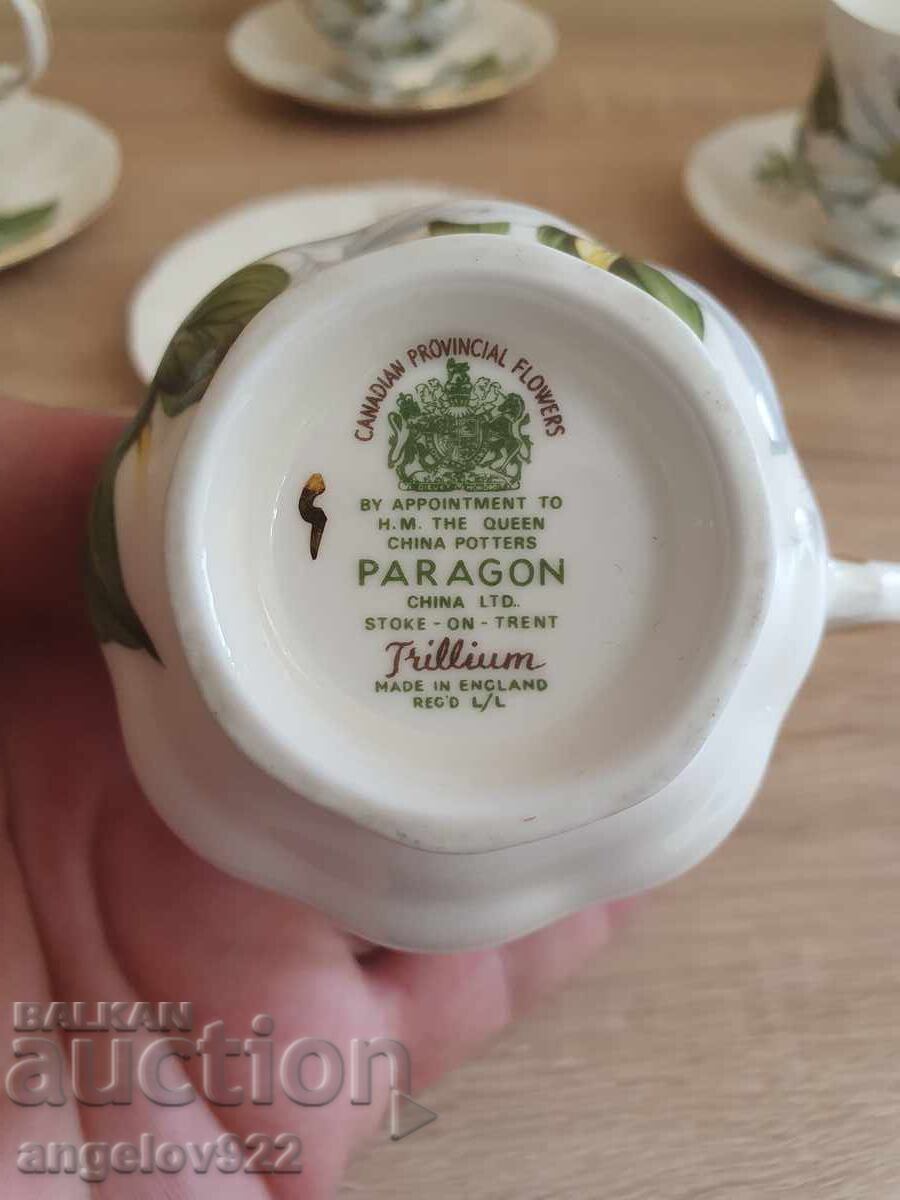 CANADIAN PROVINCIAL FLOWERS
BY APPOINTMENT TO
H.M. THE QUEEN
CHINA POTTERS
PARAGON
CHINA LTD.
STOKE-ON-TRENT
Trillium
MADE IN ENGLAND
REG'D L/L
BALKAN
auction
angelov922